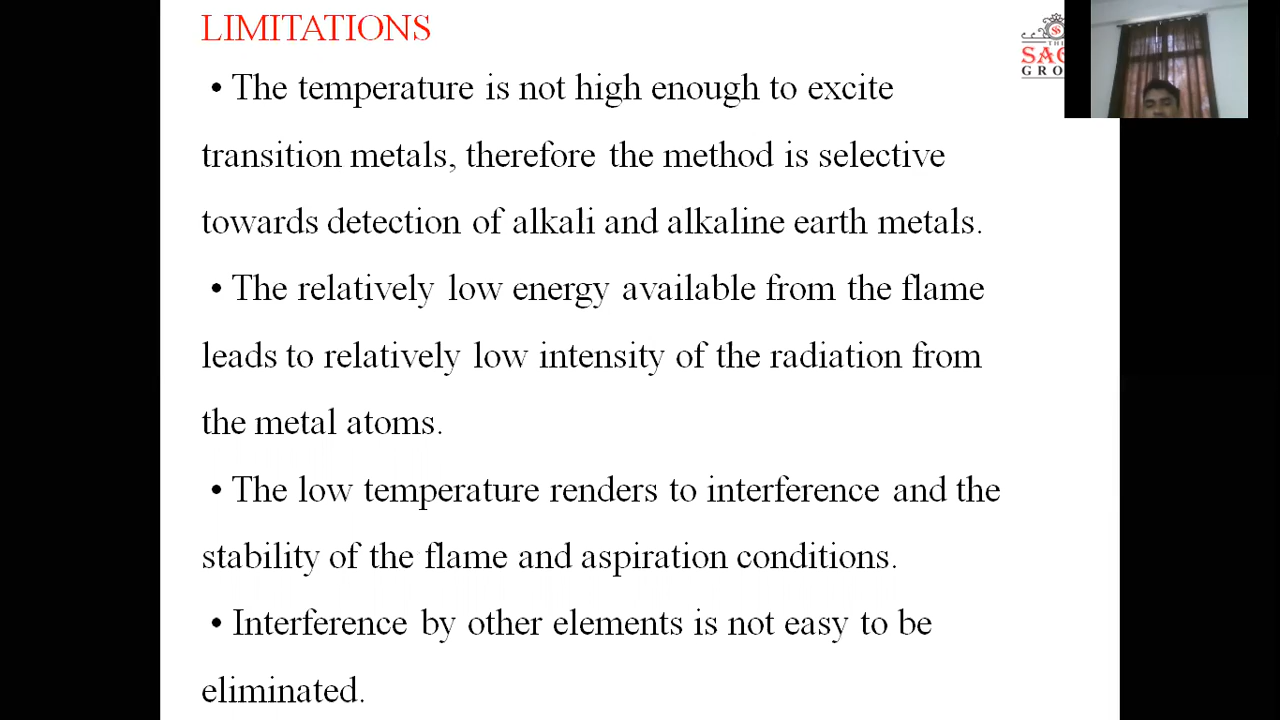 LIMITATIONS
• The temperature is not high enough to excite
transition metals, therefore the method is selective
towards detection of alkali and alkaline earth metals.
• The relatively low energy available from the flame
leads to relatively low intensity of the radiation from
the metal atoms.
• The low temperature renders to interference and the
stability of the flame and aspiration conditions.
• Interference by other elements is not easy to be
eliminated.